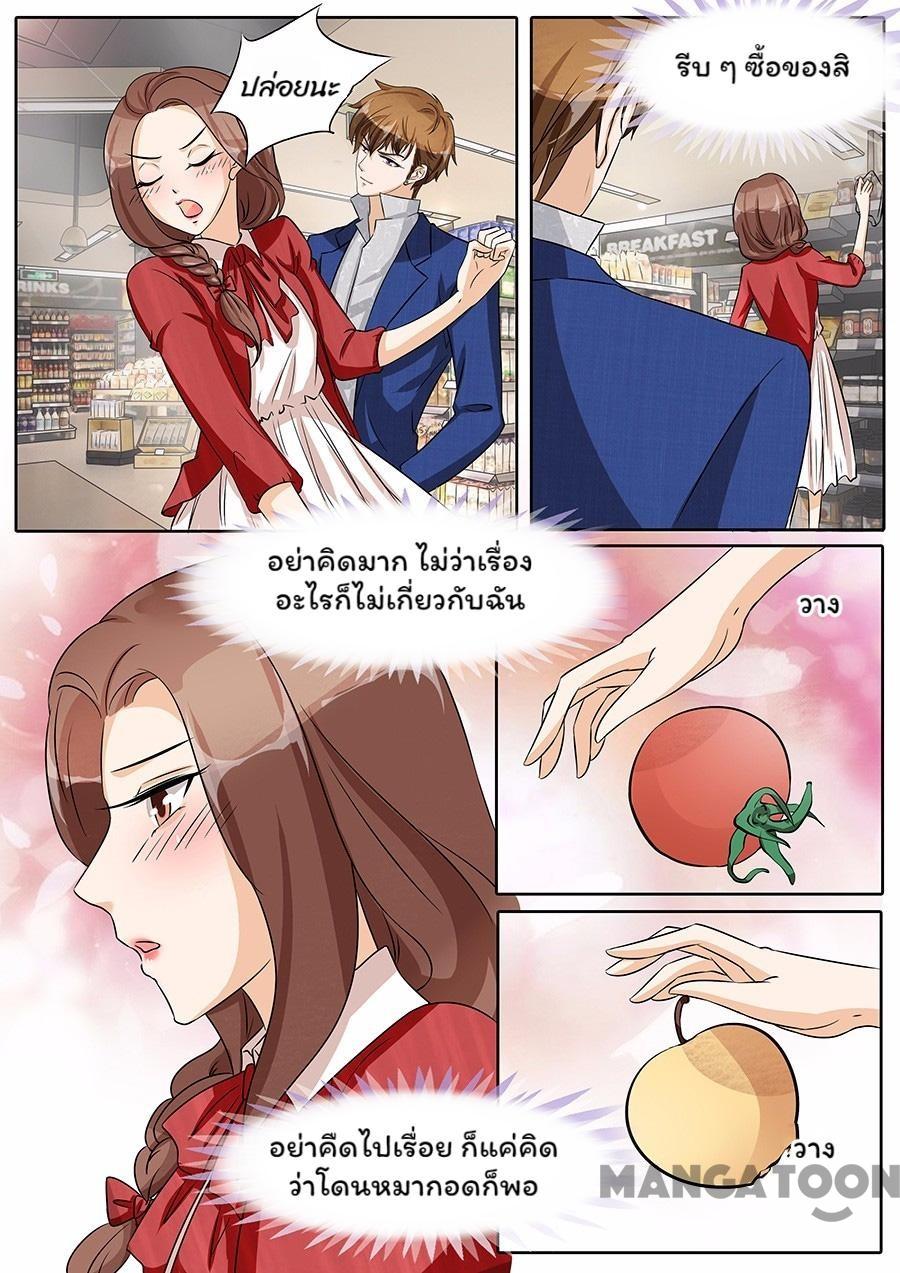 ปล่อยนะ
รีบ ๆ ซื้อของสิ
BREAKFAST
RINKS
อย่าคิดมาก ไม่ว่าเรื่อง
อะไรก็ไม่เกี่ยวกับฉัน
วาง
วาง
อย่าคืดไปเรื่อย ก็แค่คิด
ว่าโดนหมากอดก็พอ
MANGATOON